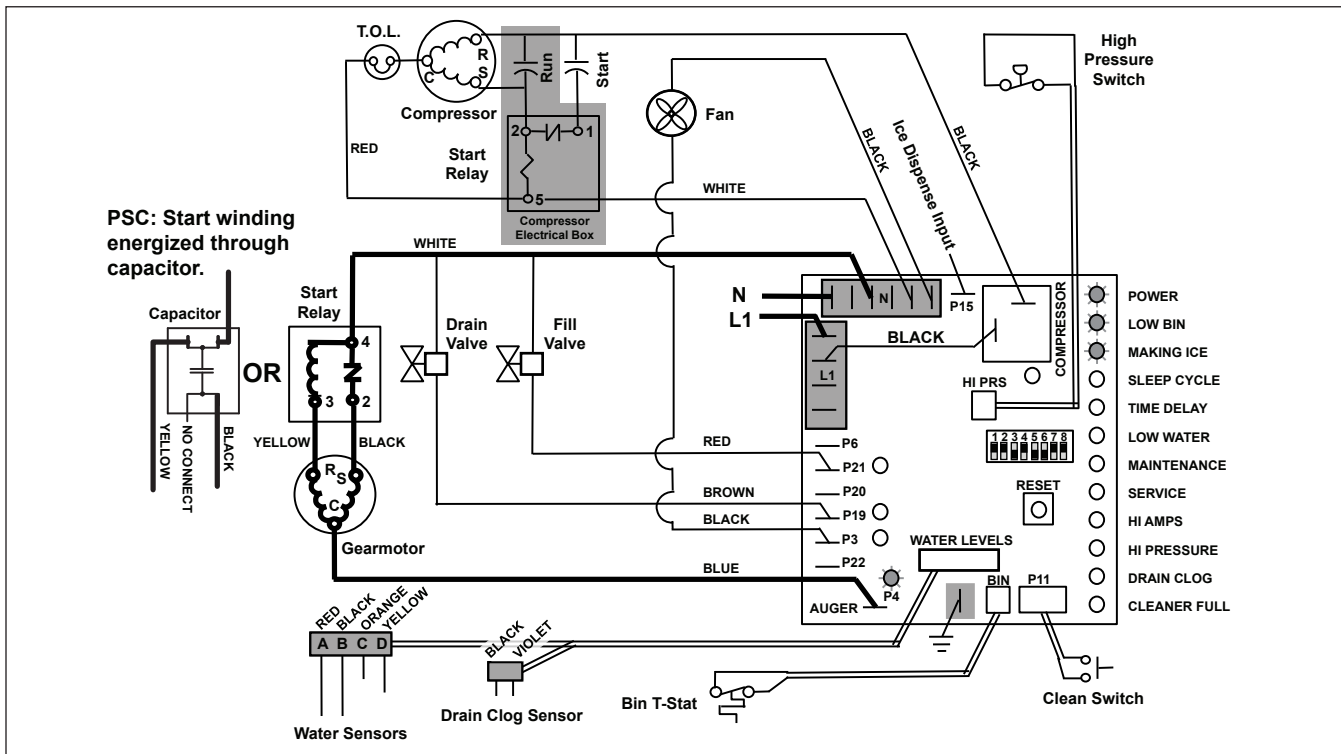 T.O.L.
R
S
C
Compressor
Run
Start
2
1
5
Start
Relay
Compressor
Electrical Box
RED
WHITE
Fan
BLACK
Ice Dispense Input
BLACK
High
Pressure
Switch
PSC: Start winding
energized through
capacitor.
Capacitor
YELLOW
NO CONNECT
BLACK
OR
Start
Relay
4
3
2
YELLOW
BLACK
R
S
C
Gearmotor
WHITE
Drain
Valve
Fill
Valve
RED
BROWN
BLACK
BLUE
N
L1
N
L1
BLACK
P15
COMPRESSOR
HI PRS
1 2 3 4 5 6 7 8
RESET
P6
P21
P20
P19
P3
P22
P4
AUGER
WATER LEVELS
BIN
P11
POWER
LOW BIN
MAKING ICE
SLEEP CYCLE
TIME DELAY
LOW WATER
MAINTENANCE
SERVICE
HI AMPS
HI PRESSURE
DRAIN CLOG
CLEANER FULL
RED
BLACK
ORANGE
YELLOW
A B C D
Water Sensors
BLACK
VIOLET
Drain Clog Sensor
Bin T-Stat
Clean Switch